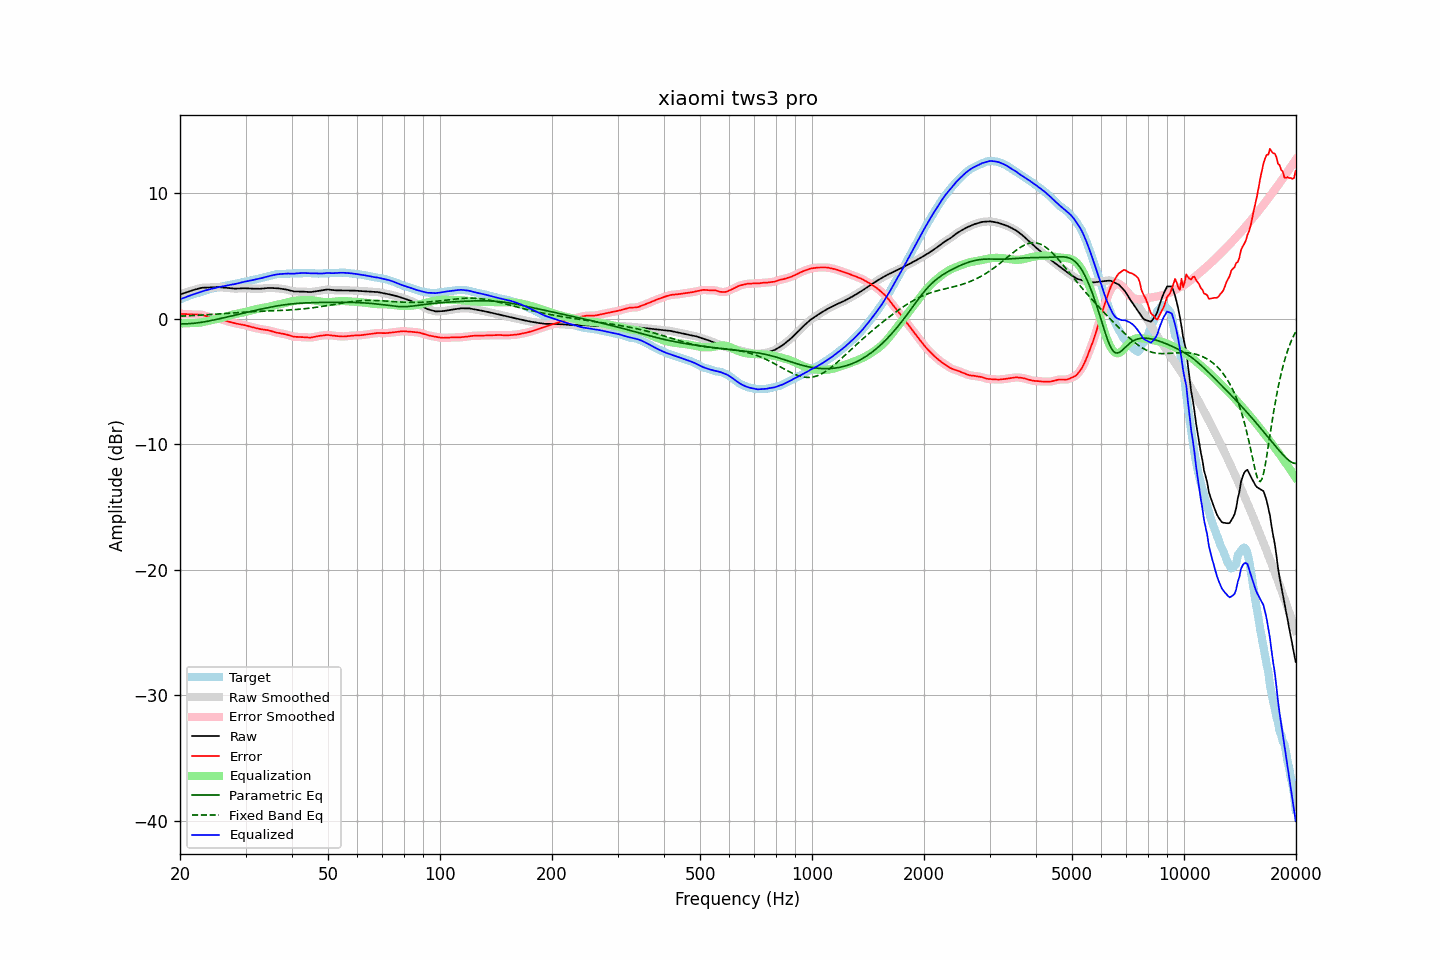 xiaomi tws3 pro
Amplitude (dBr)
10
0
−10
−20
−30
−40
Target
Raw Smoothed
Error Smoothed
Raw
Error
Equalization
Parametric Eq
Fixed Band Eq
Equalized
20 50 100 200 500 1000 2000 5000 10000 20000
Frequency (Hz)